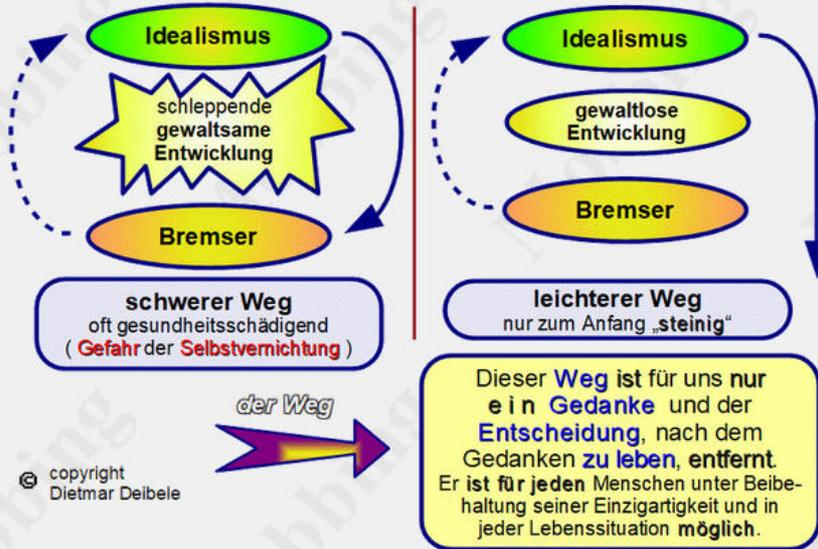 Idealismus
schleppende
gewaltsame
Entwicklung
Bremser
schwerer Weg
oft gesundheitsschädigend
( Gefahr der Selbstvernichtung )
Idealismus
gewaltlose
Entwicklung
Bremser
leichterer Weg
nur zum Anfang „steinig“
der Weg
Dieser Weg ist für uns nur
e i n Gedanke und der
Entscheidung, nach dem
Gedanken zu leben, entfernt.
Er ist für jeden Menschen unter Beibe-
haltung seiner Einzigartigkeit und in
jeder Lebenssituation möglich.
© copyright
Dietmar Deibele